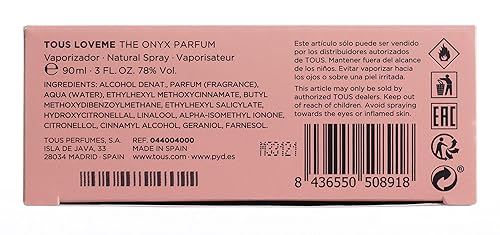 TOUS LOVEME THE ONYX PARFUM
Vaporizador - Natural Spray - Vaporisateur
℮ 90ml - 3 FL. OZ. 78% Vol.
INGREDIENTS: ALCOHOL DENAT., PARFUM (FRAGRANCE),
AQUA (WATER), ETHYLHEXYL METHOXYCINNAMATE, BUTYL
METHOXYDIBENZOYLMETHANE, ETHYLHEXYL SALICYLATE,
HYDROXYCITRONELLAL, LINALOOL, ALPHA-ISOMETHYL IONONE,
CITRONELLOL, CINNAMYL ALCOHOL, GERANIOL, FARNESOL.
TOUS PERFUMES, S.A.
ISLA DE JAVA, 33
28034 MADRID - SPAIN
REF. 044004000
MADE IN SPAIN
www.tous.com - www.pyd.es
Este artículo sólo puede ser vendido
por los distribuidores autorizados
de TOUS. Mantener fuera del alcance
de los niños. Evitar vaporizar hacia
los ojos o sobre una piel irritada.
This article may only be sold by
authorized TOUS dealers. Keep out
of reach of children. Avoid spraying
towards the eyes or inflamed skin.
EAC
8 436550 508918